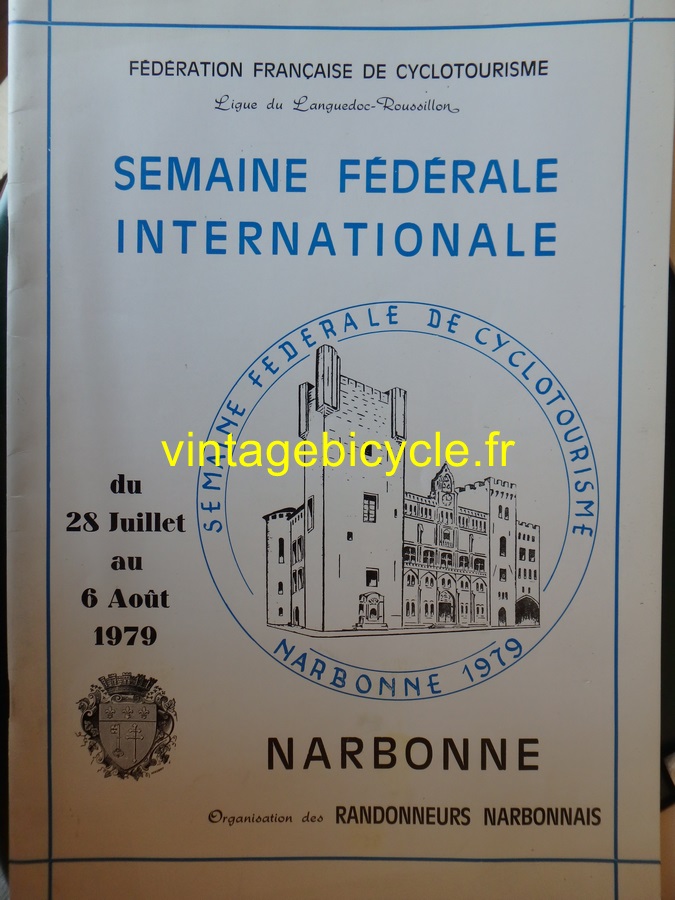 FÉDÉRATION FRANÇAISE DE CYCLOTOURISME
Ligue du Languedoc-Roussillon
SEMAINE FÉDÉRALE
INTERNATIONALE
SEMAINE FEDERALE DE CYCLOTOURISME
vintagebicycle.fr
du
28 Juillet
au
6 Août
1979
NARBONNE 1979
NARBONNE
Organisation des RANDONNEURS NARBONNAIS